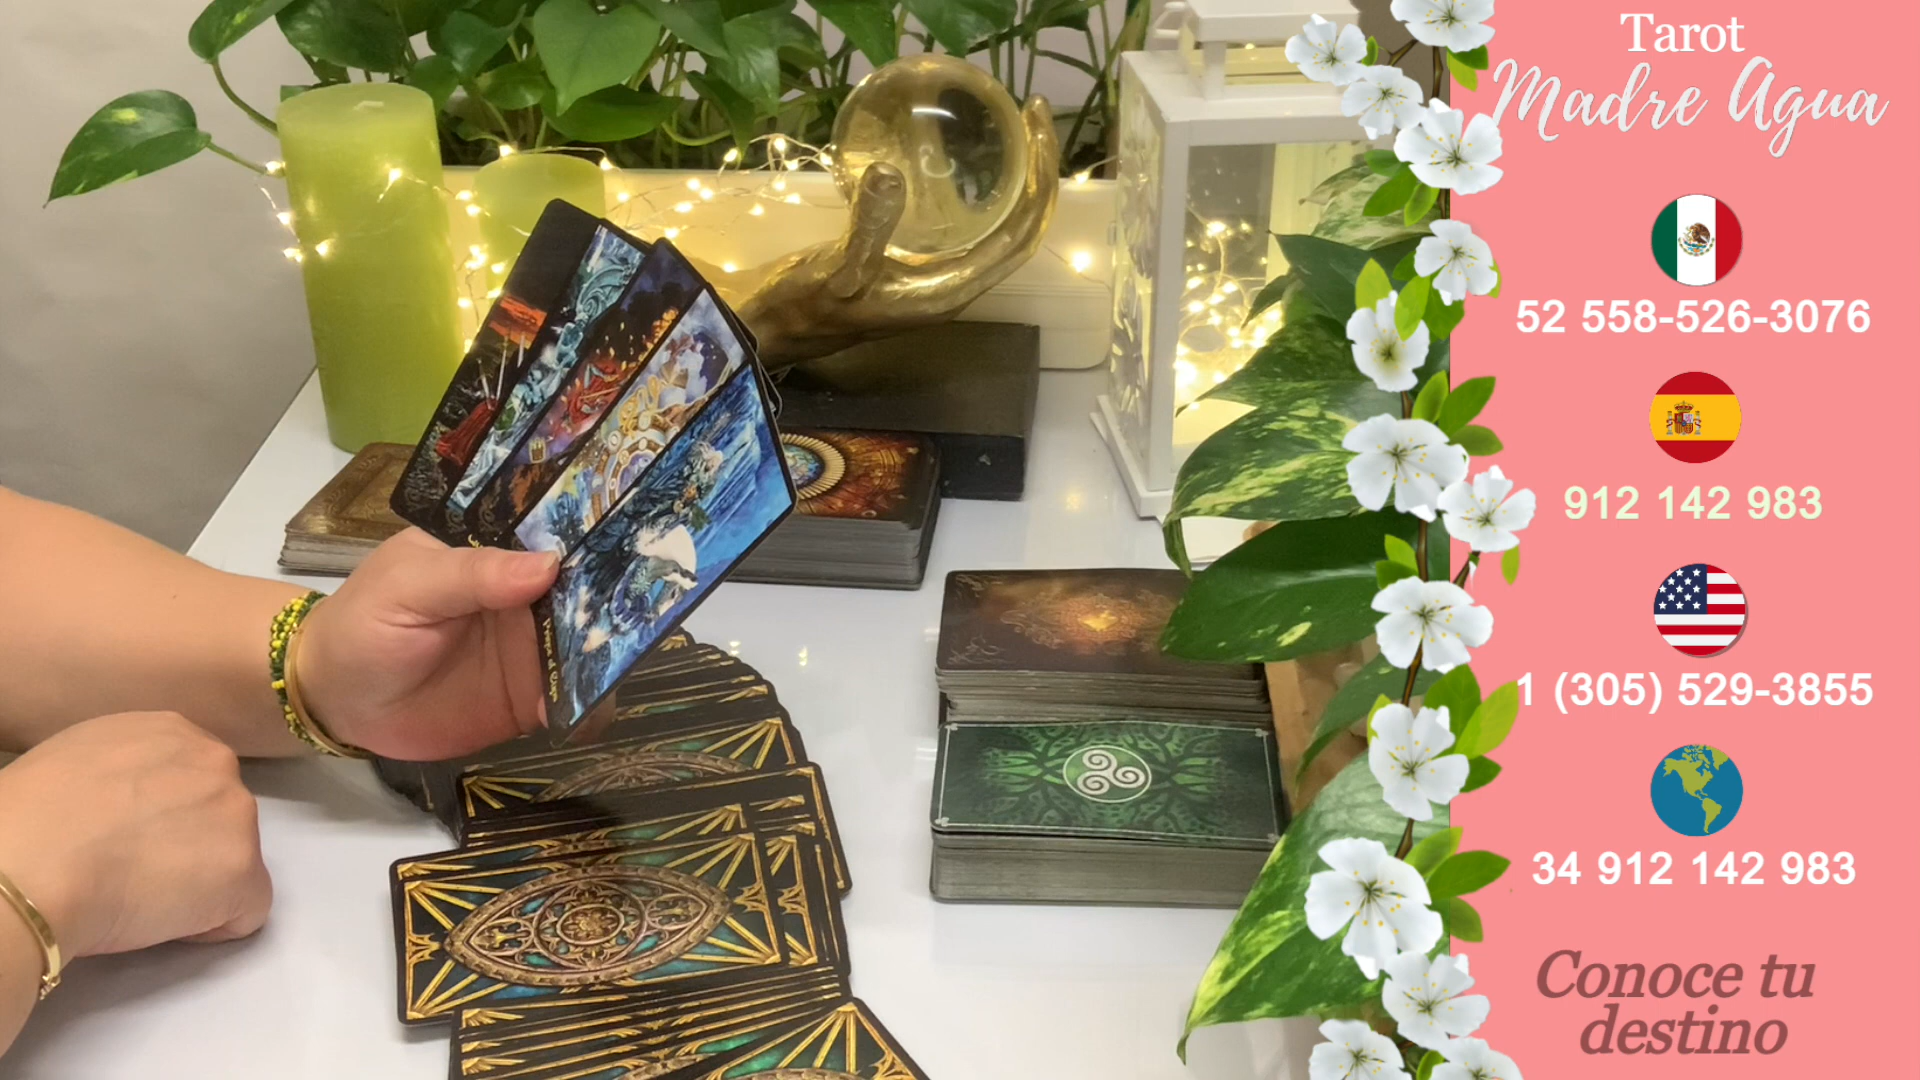 Tarot
Madre Agua
52 558-526-3076
912 142 983
1 (305) 529-3855
34 912 142 983
Conoce tu
destino